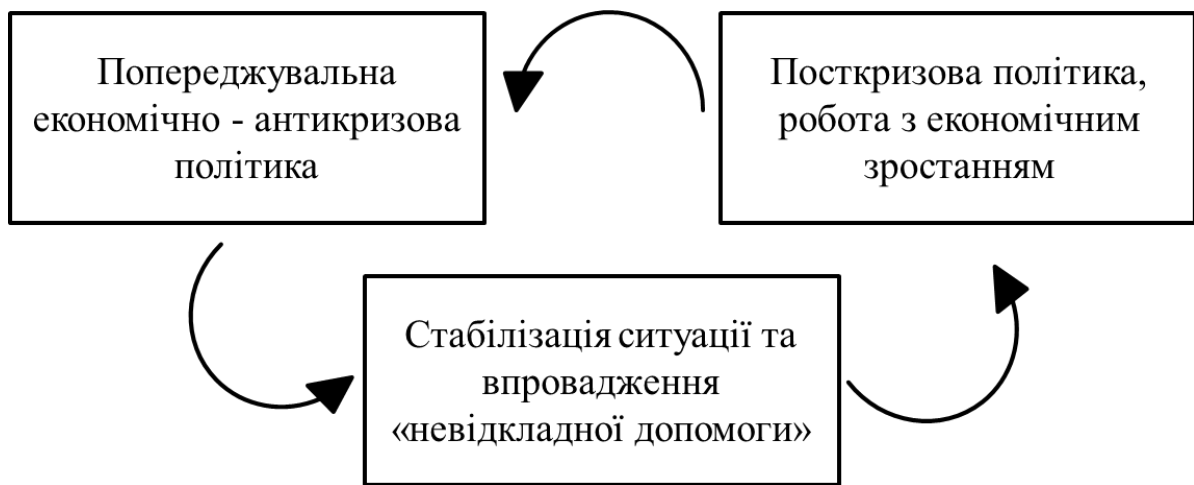 Попереджувальна
економічно - антикризова
політика
Посткризова політика,
робота з економічним
зростанням
Стабілізація ситуації та
впровадження
«невідкладної допомоги»